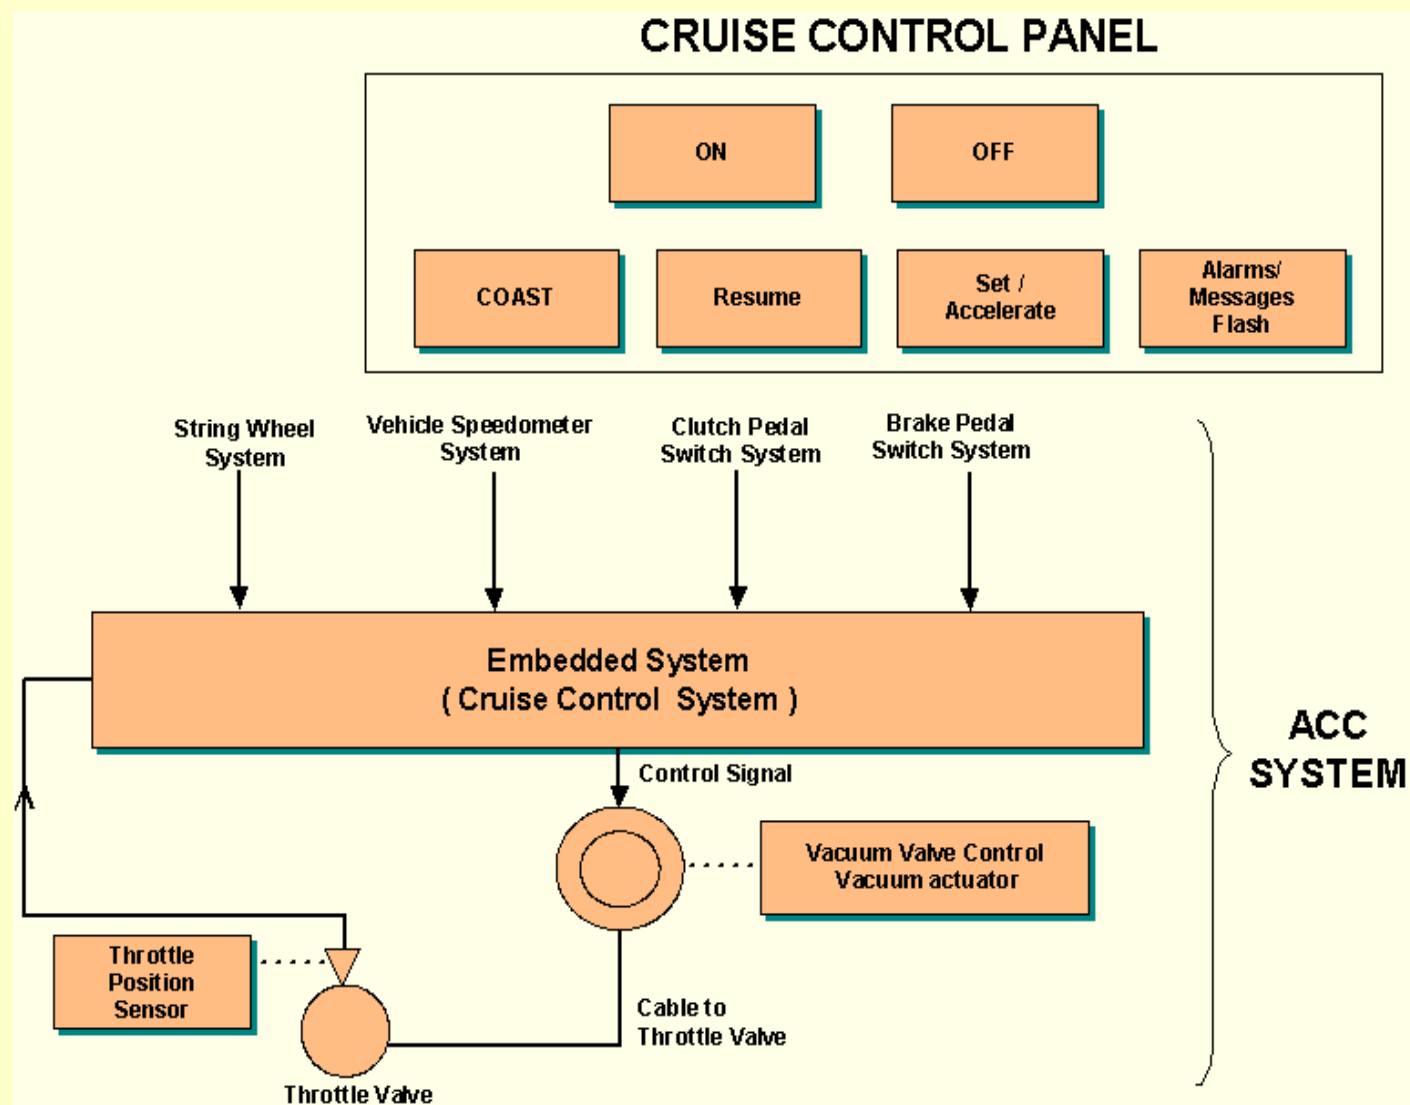 CRUISE CONTROL PANEL
ON
OFF
COAST
Resume
Set /
Accelerate
Alarms/
Messages
Flash
String Wheel
System
Vehicle Speedometer
System
Clutch Pedal
Switch System
Brake Pedal
Switch System
Embedded System
( Cruise Control System )
ACC
SYSTEM
Control Signal
Vacuum Valve Control
Vacuum actuator
Throttle
Position
Sensor
Cable to
Throttle Valve
Throttle Valve